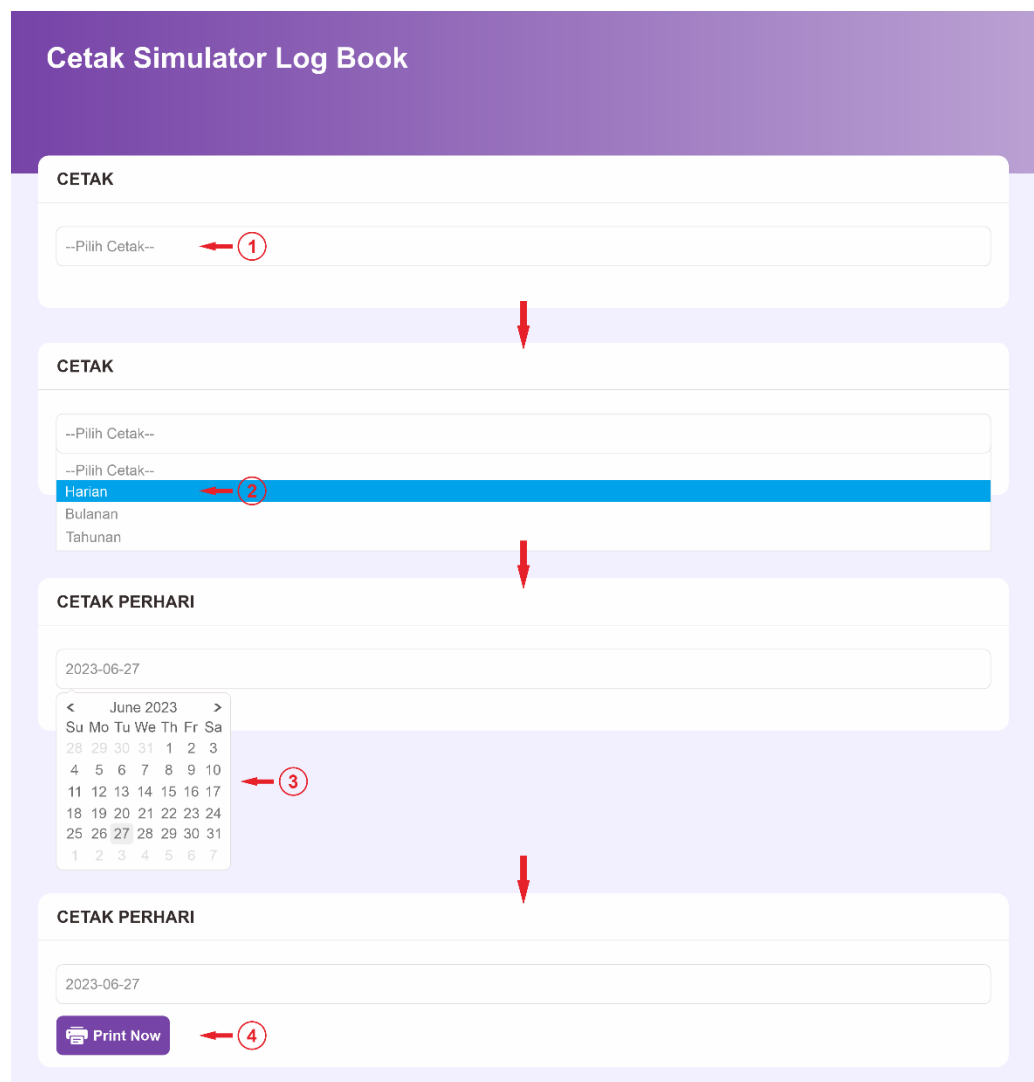 Cetak Simulator Log Book
CETAK
--Pilih Cetak--
1
CETAK
--Pilih Cetak--
--Pilih Cetak--
Harian
2
Bulanan
Tahunan
CETAK PERHARI
2023-06-27
< June 2023 >
Su Mo Tu We Th Fr Sa
28 29 30 31 1 2 3
4 5 6 7 8 9 10
3
11 12 13 14 15 16 17
18 19 20 21 22 23 24
25 26 27 28 29 30 31
1 2 3 4 5 6 7
CETAK PERHARI
2023-06-27
Print Now
4